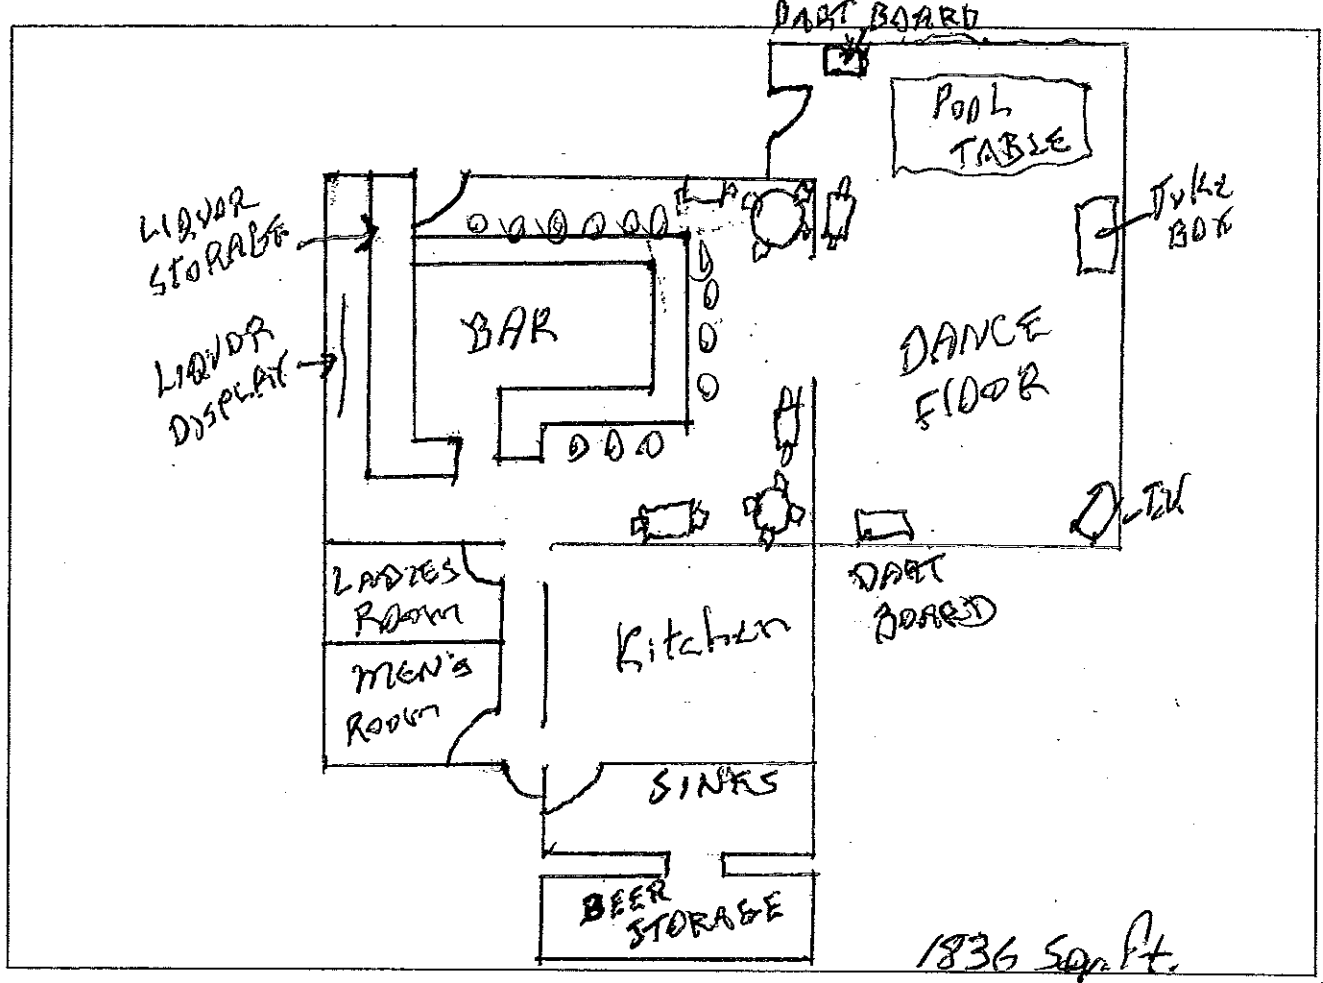 DART BOARD
POOL
TABLE
LIQUOR
STORAGE
JUKE
BOX
BAR
DANCE
FLOOR
LIQUOR
DISPLAY
TV
LADIES
ROOM
DART
BOARD
Kitchen
MEN'S
ROOM
SINKS
BEER
STORAGE
1836 Sq. Ft.